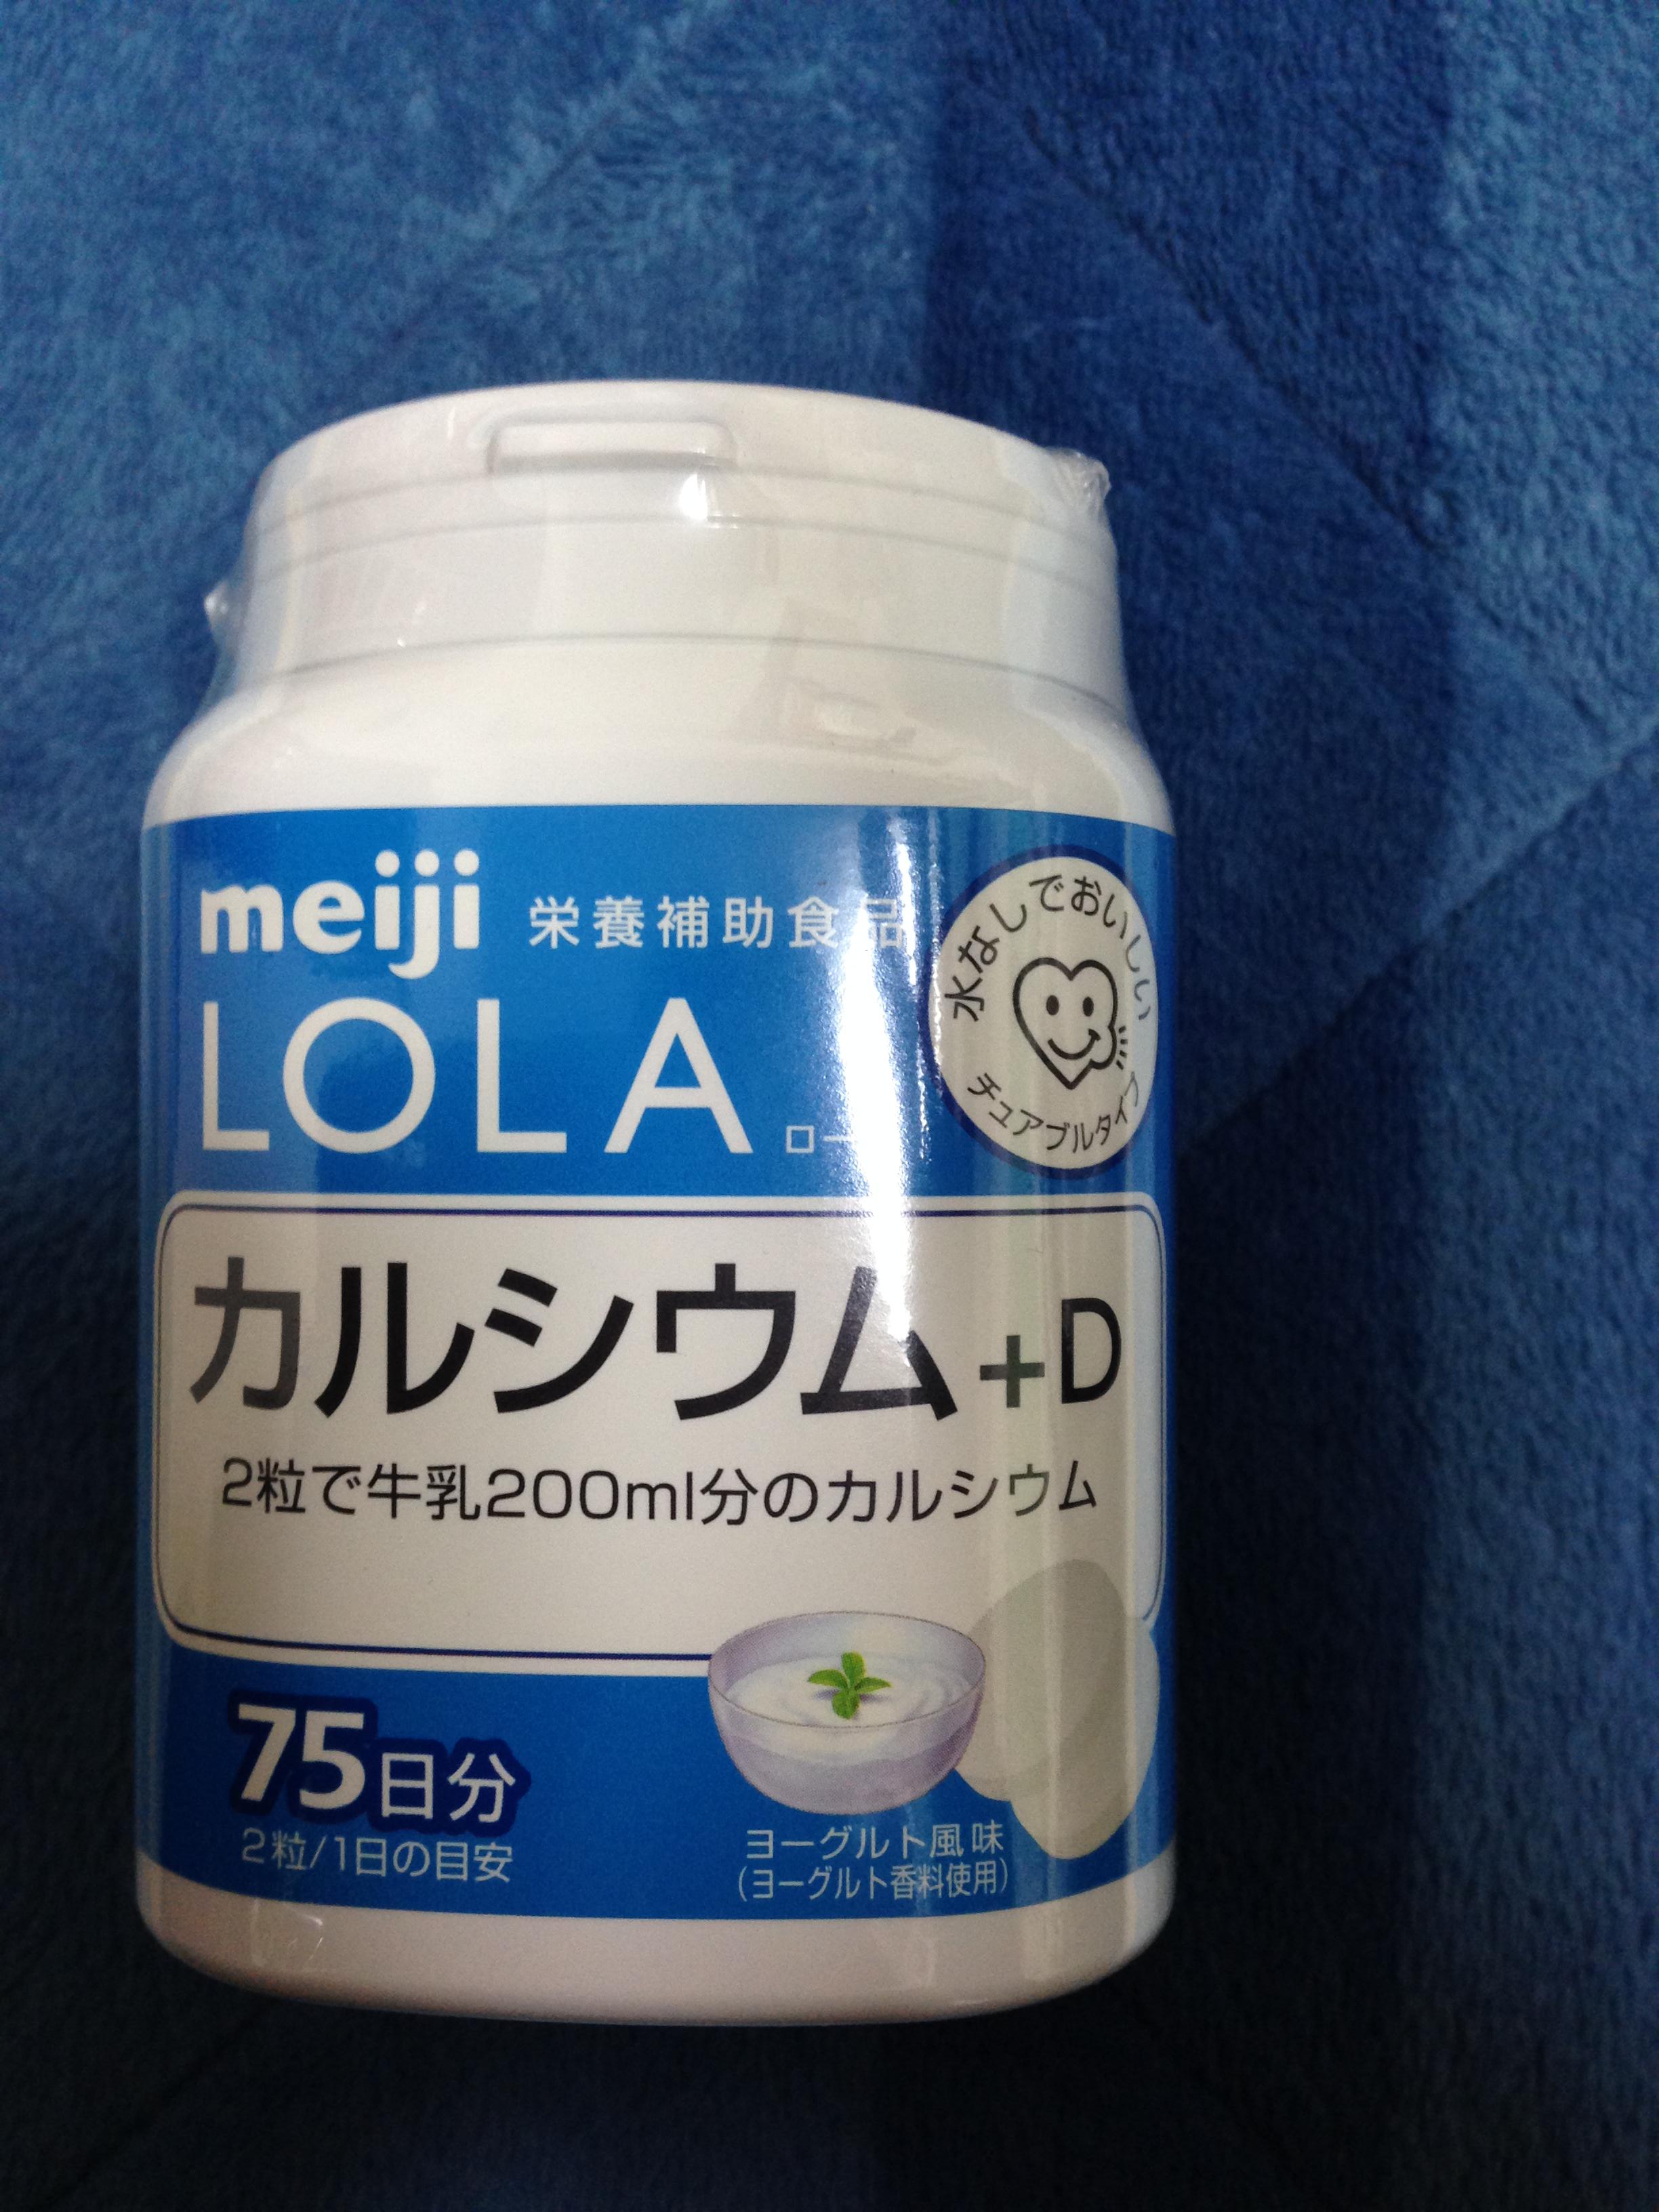 meiji 栄養補助食品
水なしでおいしい
チュアブルタイプ
LOLA
カルシウム+D
2粒で牛乳200ml分のカルシウム
75日分
2粒/1日の目安
ヨーグルト風味
(ヨーグルト香料使用)